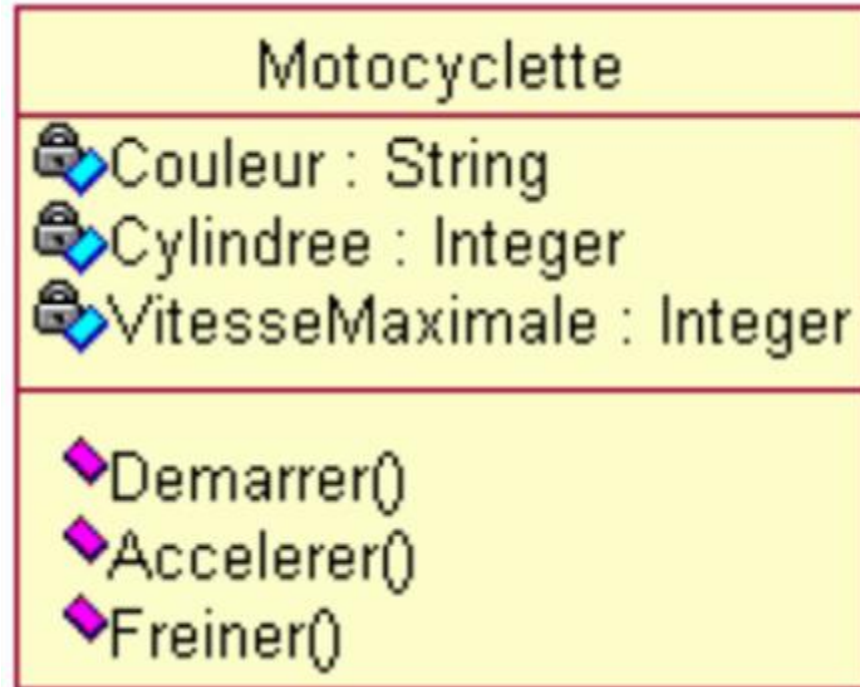 Motocyclette
Couleur : String
Cylindree : Integer
VitesseMaximale : Integer
Demarrer()
Accelerer()
Freiner()